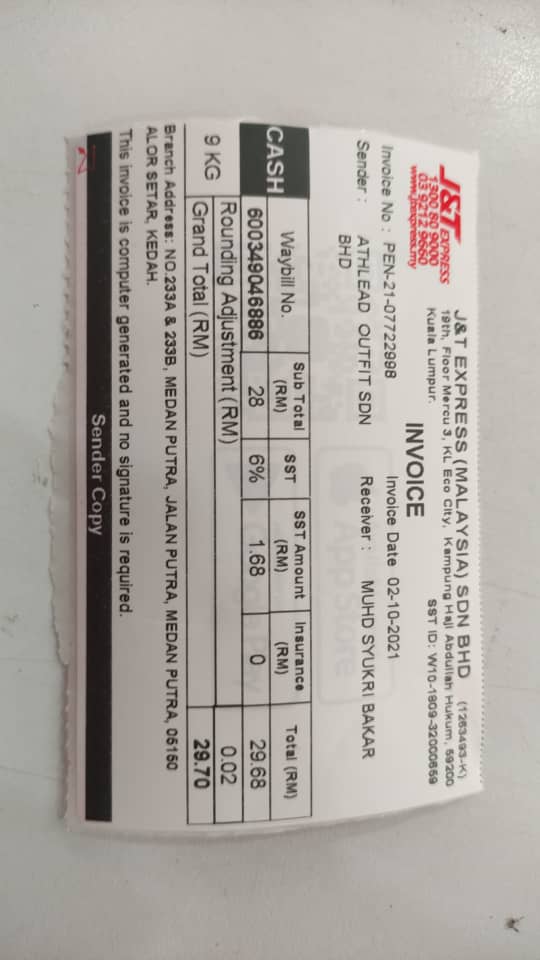 J&T EXPRESS
1300 80 9000
03 9212 9660
www.jtexpress.my
J&T EXPRESS (MALAYSIA) SDN BHD (1263493-K)
19th, Floor Mercu 3, KL Eco City, Kampung Haji Abdullah Hukum, 59200
Kuala Lumpur.
SST ID: W10-1809-32000659
INVOICE
Invoice No : PEN-21-07722998 Invoice Date 02-10-2021
Sender : ATHLEAD OUTFIT SDN BHD
Receiver : MUHD SYUKRI BAKAR
CASH Waybill No. Sub Total (RM) SST SST Amount (RM) Insurance (RM) Total (RM)
600349046886 28 6% 1.68 0 29.68
Rounding Adjustment (RM) 0.02
9 KG Grand Total (RM) 29.70
Branch Address: NO.233A & 233B, MEDAN PUTRA, JALAN PUTRA, MEDAN PUTRA, 05150
ALOR SETAR, KEDAH.
This invoice is computer generated and no signature is required.
Sender Copy